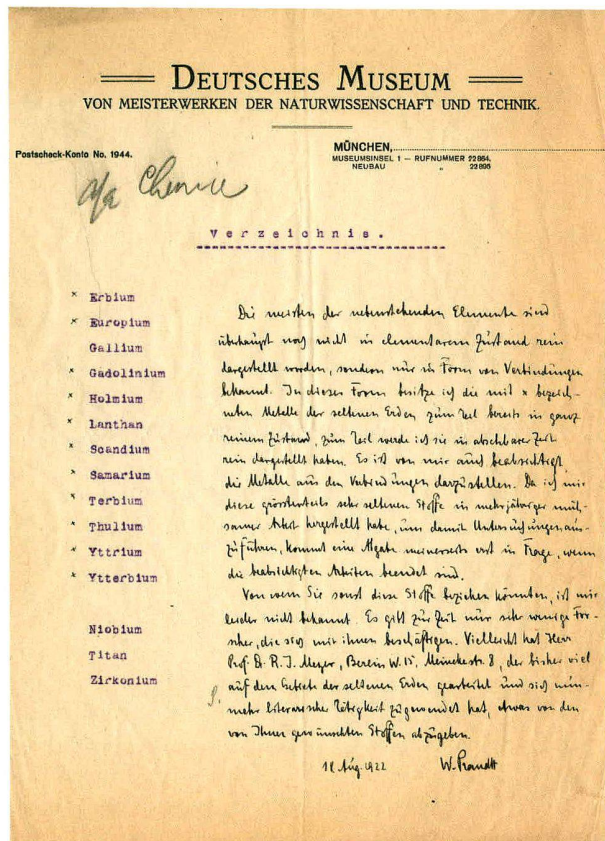 DEUTSCHES MUSEUM
VON MEISTERWERKEN DER NATURWISSENSCHAFT UND TECHNIK.
Postscheck-Konto No. 1944.
MÜNCHEN,
MUSEUMSINSEL 1 — RUFNUMMER 22864.
NEUBAU " 22895
Chemie
Verzeichnis.
× Erbium
× Europium
Gallium
× Gadolinium
× Holmium
× Lanthan
× Scandium
× Samarium
× Terbium
× Thulium
× Yttrium
× Ytterbium
Niobium
Titan
Zirkonium
Die meisten der nebenstehenden Elemente sind
überhaupt noch nicht in elementarem Zustand rein
dargestellt worden, sondern nur in Form von Verbindungen
bekannt. In dieser Form besitze ich die mit × bezeich-
neten Metalle der seltenen Erden zum Teil bereits in ganz
reinem Zustand, zum Teil werde ich sie in absehbarer Zeit
rein dargestellt haben. Es ist von mir auch beabsichtigt,
die Metalle aus den Verbindungen darzustellen. Da ich mir
diese grösstenteils sehr seltenen Stoffe in mehrjähriger müh-
samer Arbeit hergestellt habe, um damit Untersuchungen aus-
zuführen, kommt eine Abgabe meinerseits erst in Frage, wenn
die beabsichtigten Arbeiten beendet sind.
Von wem Sie sonst diese Stoffe beziehen könnten, ist mir
leider nicht bekannt. Es gibt zur Zeit nur sehr wenige For-
scher, die sich mit ihnen beschäftigen. Vielleicht hat Herr
Prof. Dr. R. J. Meyer, Berlin W. 15, Meinekestr. 8, der bisher viel
auf dem Gebiete der seltenen Erden gearbeitet und sich nun-
mehr literarischer Tätigkeit zugewendet hat, etwas von den
von Ihnen gewünschten Stoffen abzugeben.
18. Aug. 1922 W. Prandtl